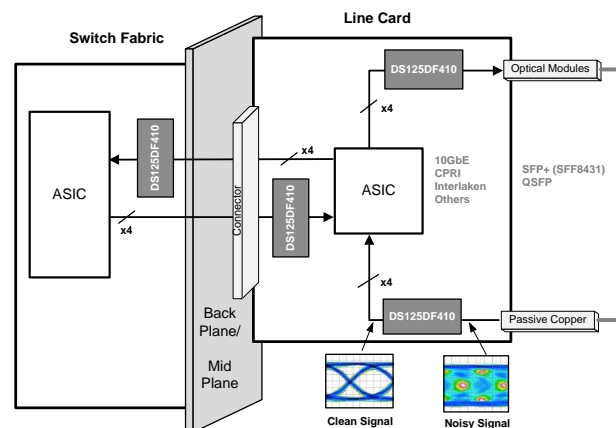 Switch Fabric
Line Card
DS125DF410
Optical Modules
x4
DS125DF410
x4
ASIC
x4
Connector
DS125DF410
ASIC
10GbE
CPRI
Interlaken
Others
SFP+ (SFF8431)
QSFP
x4
Back
Plane/
Mid
Plane
DS125DF410
Passive Copper
Clean Signal
Noisy Signal